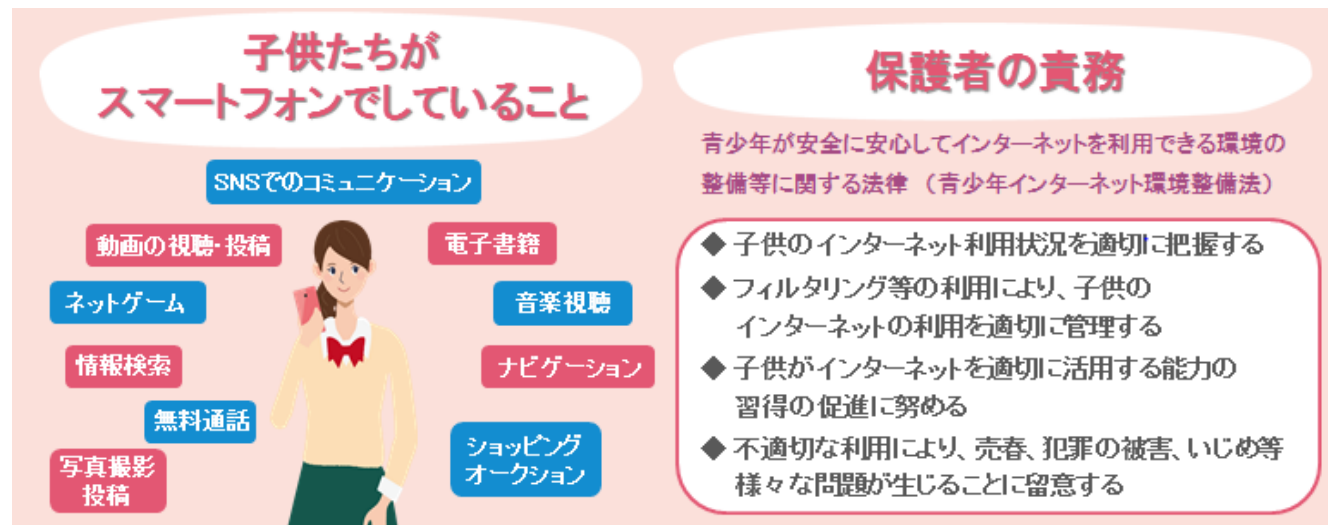 子供たちが
スマートフォンでしていること
SNSでのコミュニケーション
動画の視聴・投稿
電子書籍
ネットゲーム
音楽視聴
情報検索
ナビゲーション
無料通話
ショッピング
オークション
写真撮影
投稿
保護者の責務
青少年が安全に安心してインターネットを利用できる環境の
整備等に関する法律 （青少年インターネット環境整備法）
◆ 子供のインターネット利用状況を適切に把握する
◆ フィルタリング等の利用により、子供の
インターネットの利用を適切に管理する
◆ 子供がインターネットを適切に活用する能力の
習得の促進に努める
◆ 不適切な利用により、売春、犯罪の被害、いじめ等
様々な問題が生じることに留意する